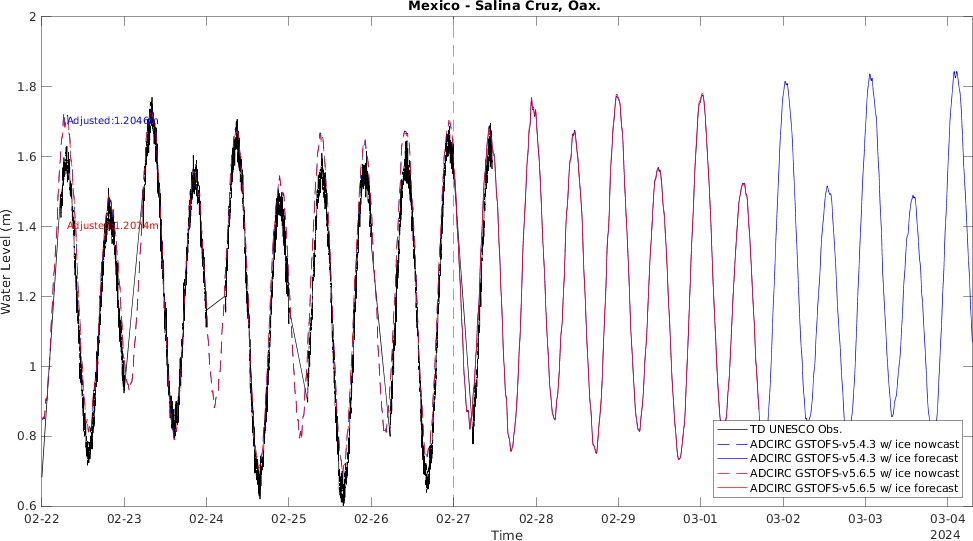 Mexico - Salina Cruz, Oax.
2
1.8
1.6
1.4
1.2
1
0.8
0.6
Water Level (m)
Adjusted:1.2046m
Adjusted:1.2074m
TD UNESCO Obs.
ADCIRC GSTOFS-v5.4.3 w/ ice nowcast
ADCIRC GSTOFS-v5.4.3 w/ ice forecast
ADCIRC GSTOFS-v5.6.5 w/ ice nowcast
ADCIRC GSTOFS-v5.6.5 w/ ice forecast
02-22 02-23 02-24 02-25 02-26 02-27 02-28 02-29 03-01 03-02 03-03 03-04
2024
Time